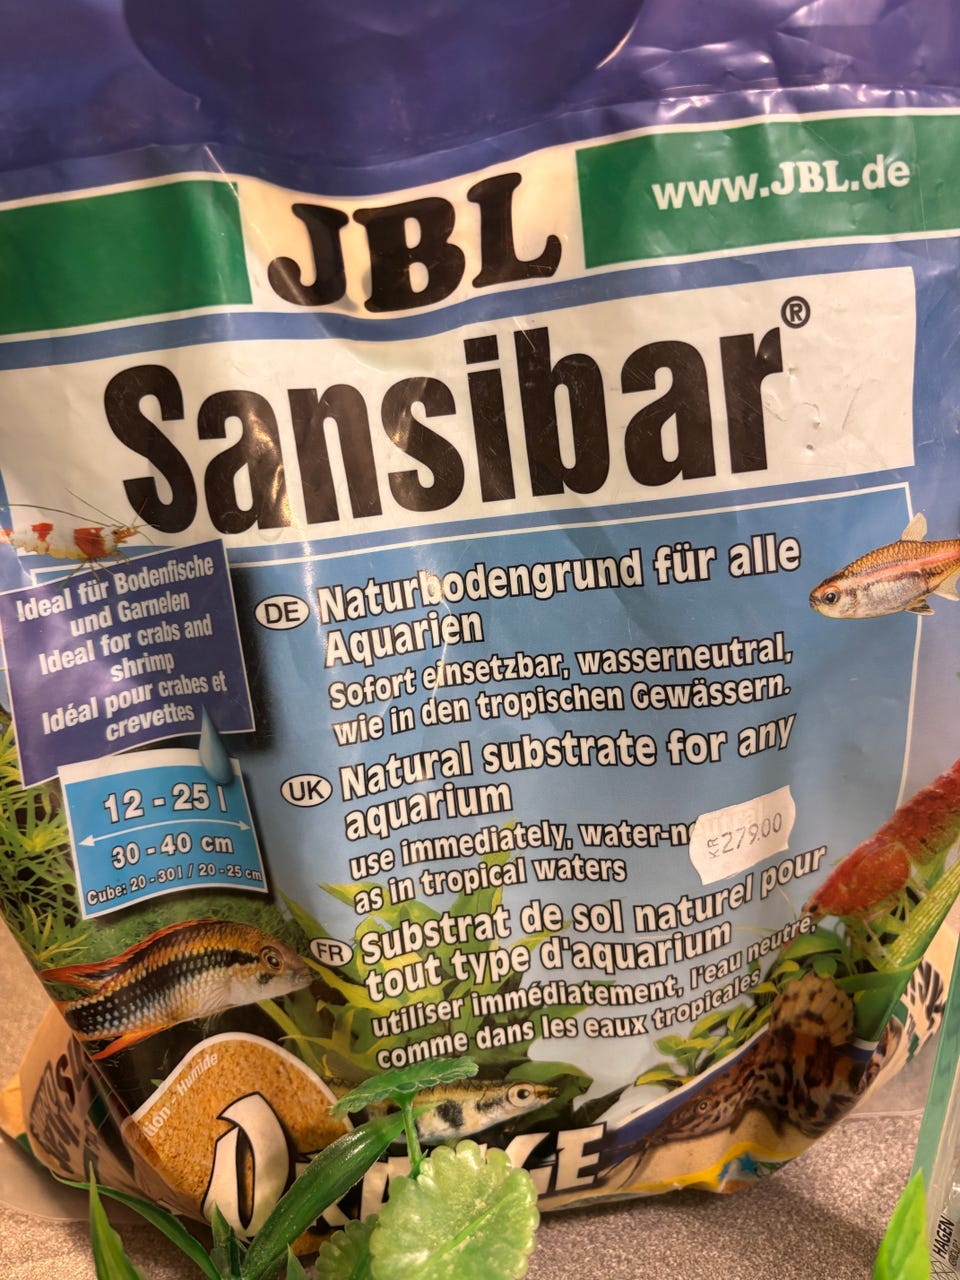 www.JBL.de
JBL
Sansibar®
Ideal für Bodenfische
und Garnelen
Ideal for crabs and
shrimp
Idéal pour crabes et
crevettes
12 - 25 l
30 - 40 cm
Cube: 20 - 30 l / 20 - 25 cm
DE Naturbodengrund für alle
Aquarien
Sofort einsetzbar, wasserneutral,
wie in den tropischen Gewässern.
UK Natural substrate for any
aquarium
use immediately, water-n
as in tropical waters
KR 279.00
FR Substrat de sol naturel pour
tout type d'aquarium
utiliser immédiatement, l'eau neutre,
comme dans les eaux tropicales
Humide
HAGEN